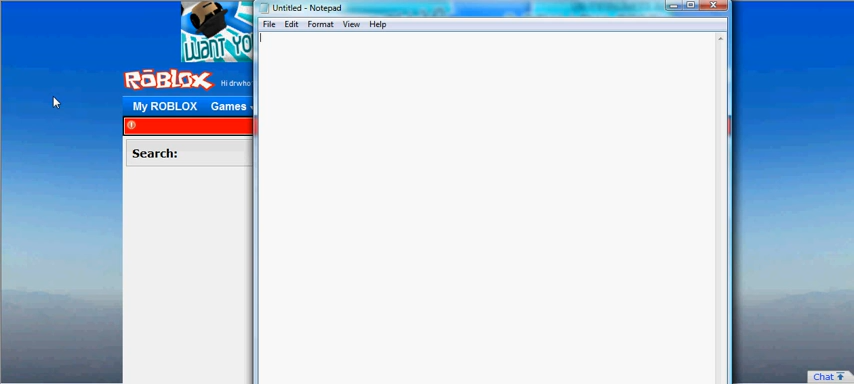 Untitled - Notepad
File Edit Format View Help
WANT YO
ROBLOX Hi drwho
My ROBLOX Games
Search:
Chat